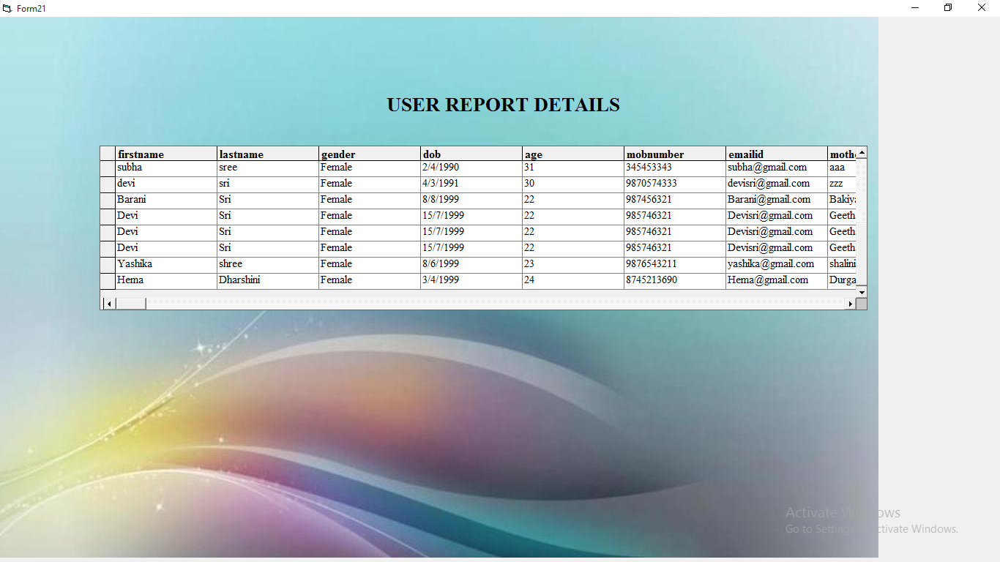 Form21
USER REPORT DETAILS
firstname lastname gender dob age mobnumber emailid
subha sree Female 2/4/1990 31 345453343 subha@gmail.com aaa
devi sri Female 4/3/1991 30 9870574333 devisri@gmail.com zzz
Barani Sri Female 8/8/1999 22 987456321 Barani@gmail.com
Devi Sri Female 15/7/1999 22 985746321 Devisri@gmail.com Geeth
Devi Sri Female 15/7/1999 22 985746321 Devisri@gmail.com Geeth
Devi Sri Female 15/7/1999 22 985746321 Devisri@gmail.com Geeth
Yashika shree Female 8/6/1999 23 9876543211 yashika@gmail.com shalini
Hema Dharshini Female 3/4/1999 24 8745213690 Hema@gmail.com Durga
Activate Windows
Go to Settings to activate Windows.